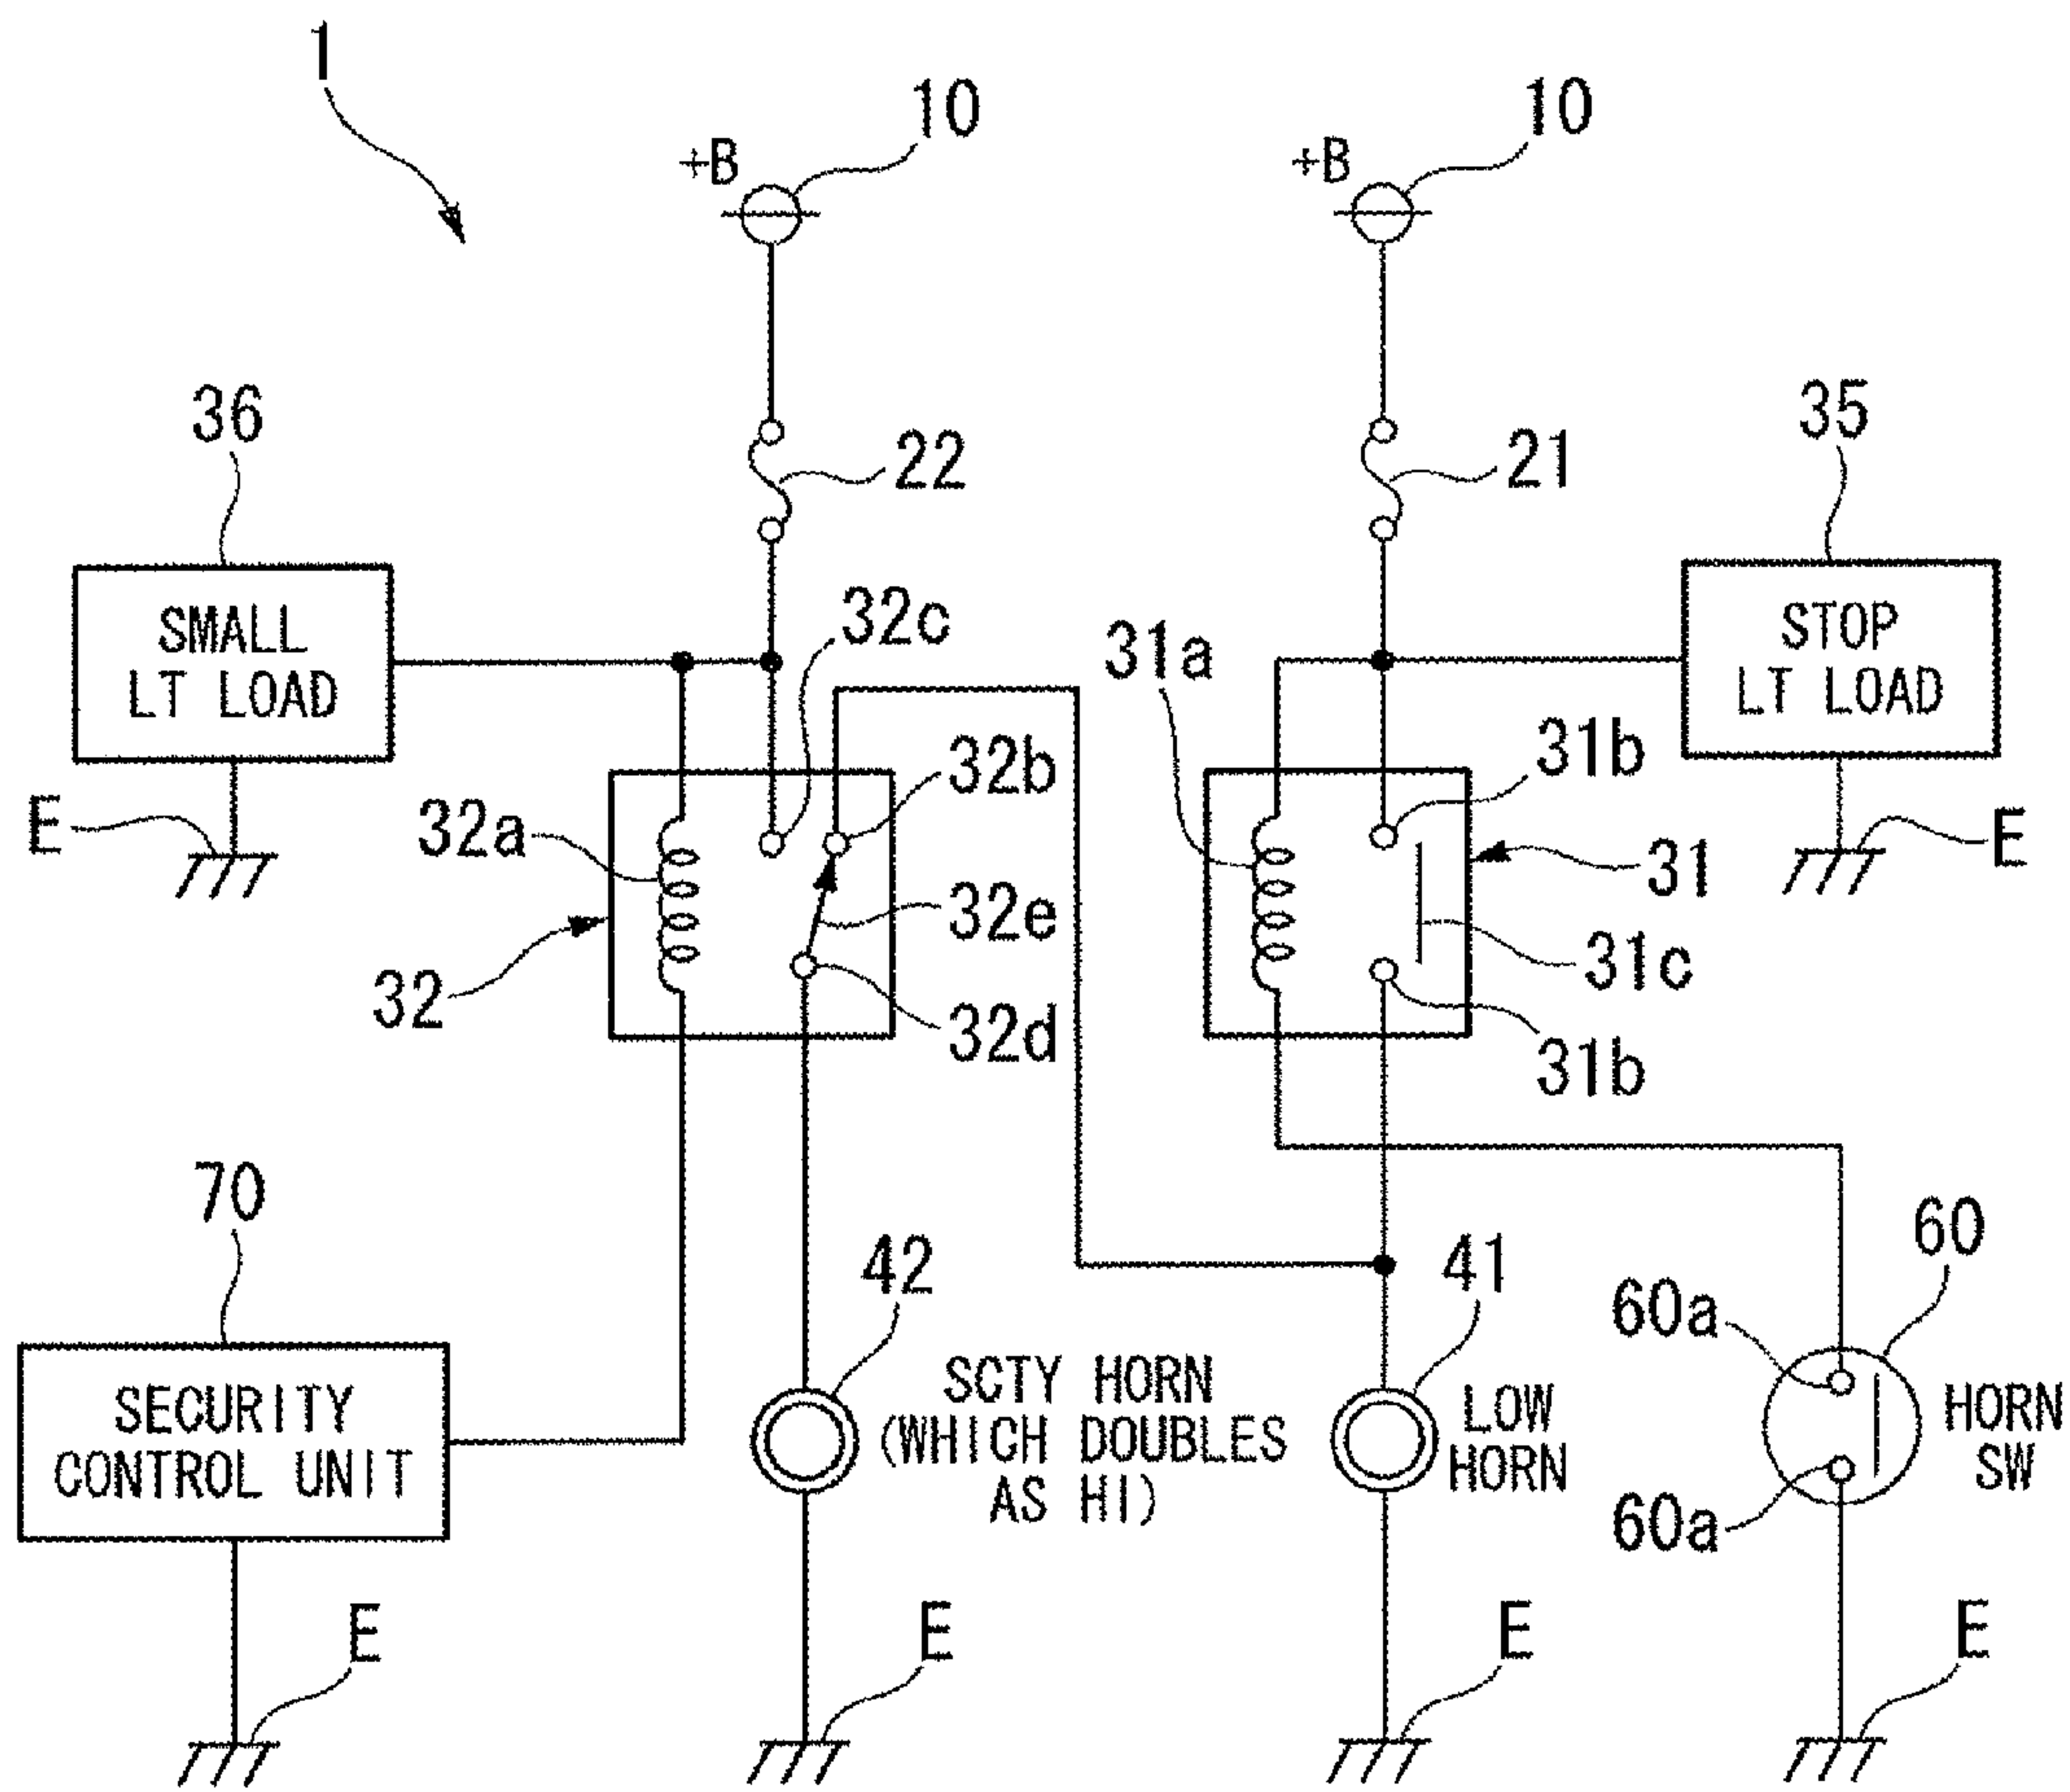 1
10
10
+B
+B
36
22
21
35
SMALL
LT LOAD
32c
31a
STOP
LT LOAD
32b
31b
E
32a
31
E
32e
31c
32
32d
31b
70
42
41
60
60a
SECURITY
CONTROL UNIT
SCTY HORN
(WHICH DOUBLES
AS HI)
LOW
HORN
HORN
SW
60a
E
E
E
E